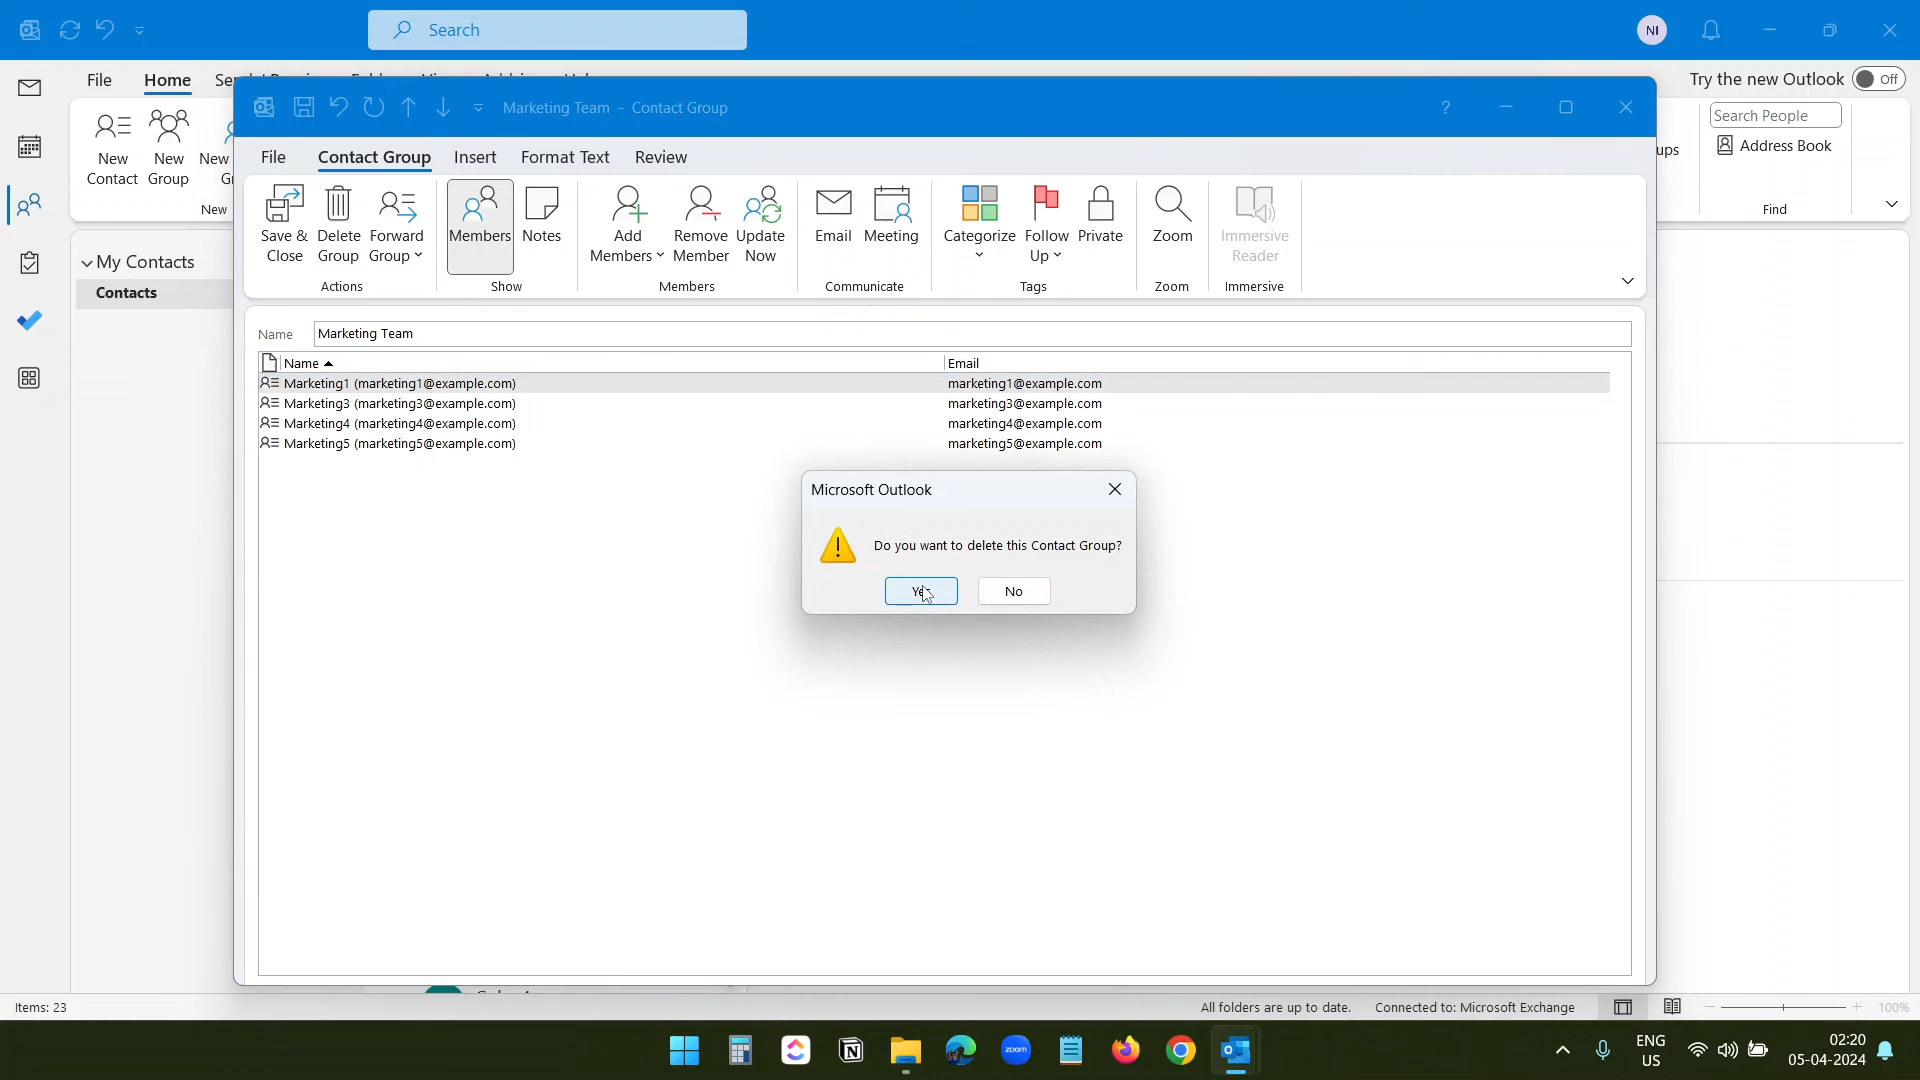 Search
NI
File
Home
Try the new Outlook
Off
New Contact
New Group
New
New
Search People
Address Book
Find
My Contacts
Contacts
Marketing Team - Contact Group
?
File
Contact Group
Insert
Format Text
Review
Save & Close
Delete Group
Forward Group
Actions
Members
Notes
Show
Add Members
Remove Member
Update Now
Members
Email
Meeting
Communicate
Categorize
Follow Up
Private
Tags
Zoom
Zoom
Immersive Reader
Immersive
Name
Marketing Team
Name
Email
Marketing1 (marketing1@example.com)
marketing1@example.com
Marketing3 (marketing3@example.com)
marketing3@example.com
Marketing4 (marketing4@example.com)
marketing4@example.com
Marketing5 (marketing5@example.com)
marketing5@example.com
Microsoft Outlook
Do you want to delete this Contact Group?
Yes
No
Items: 23
All folders are up to date.
Connected to: Microsoft Exchange
100%
zoom
ENG
US
02:20
05-04-2024